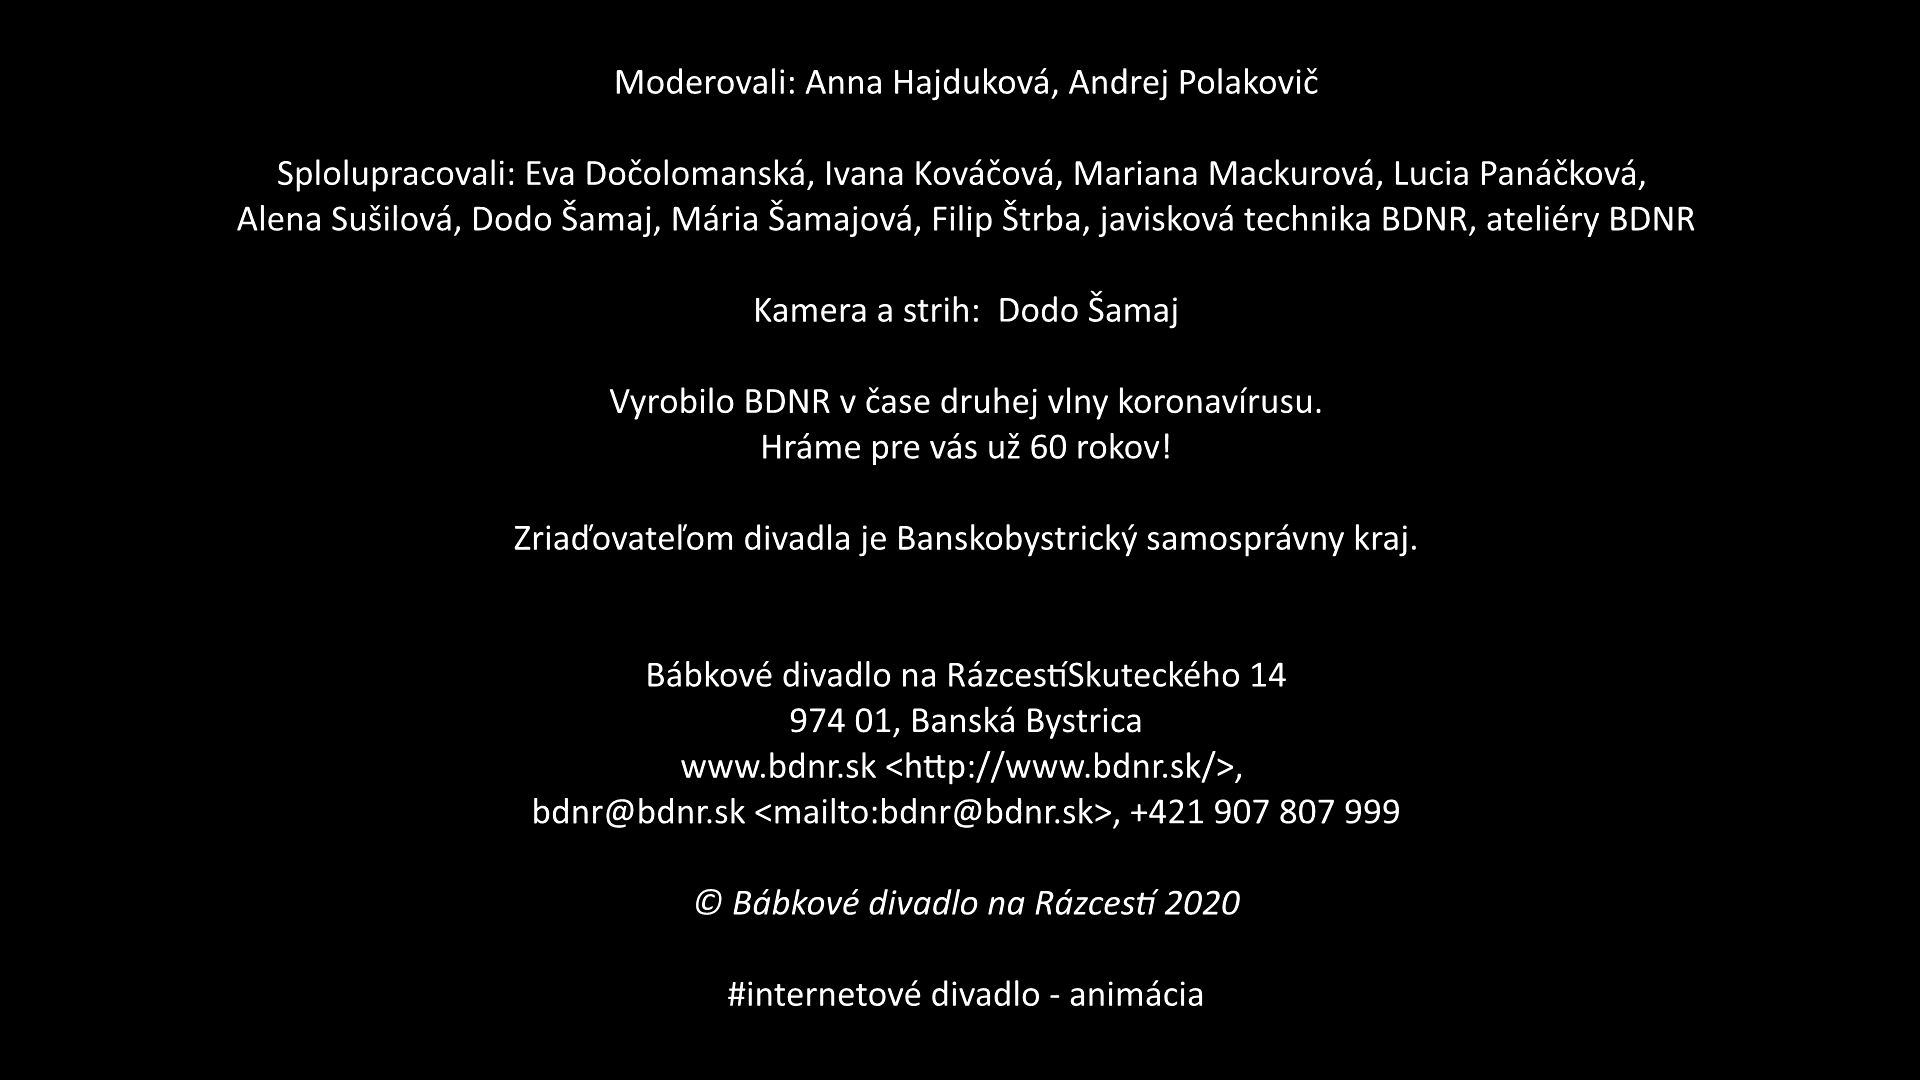 Moderovali: Anna Hajduková, Andrej Polakovič
Splolupracovali: Eva Dočolomanská, Ivana Kováčová, Mariana Mackurová, Lucia Panáčková,
Alena Sušilová, Dodo Šamaj, Mária Šamajová, Filip Štrba, javisková technika BDNR, ateliéry BDNR
Kamera a strih:  Dodo Šamaj
Vyrobilo BDNR v čase druhej vlny koronavírusu.
Hráme pre vás už 60 rokov!
Zriaďovateľom divadla je Banskobystrický samosprávny kraj.
Bábkové divadlo na RázcestíSkuteckého 14
974 01, Banská Bystrica
www.bdnr.sk <http://www.bdnr.sk/>,
bdnr@bdnr.sk <mailto:bdnr@bdnr.sk>, +421 907 807 999
© Bábkové divadlo na Rázcestí 2020
#internetové divadlo - animácia